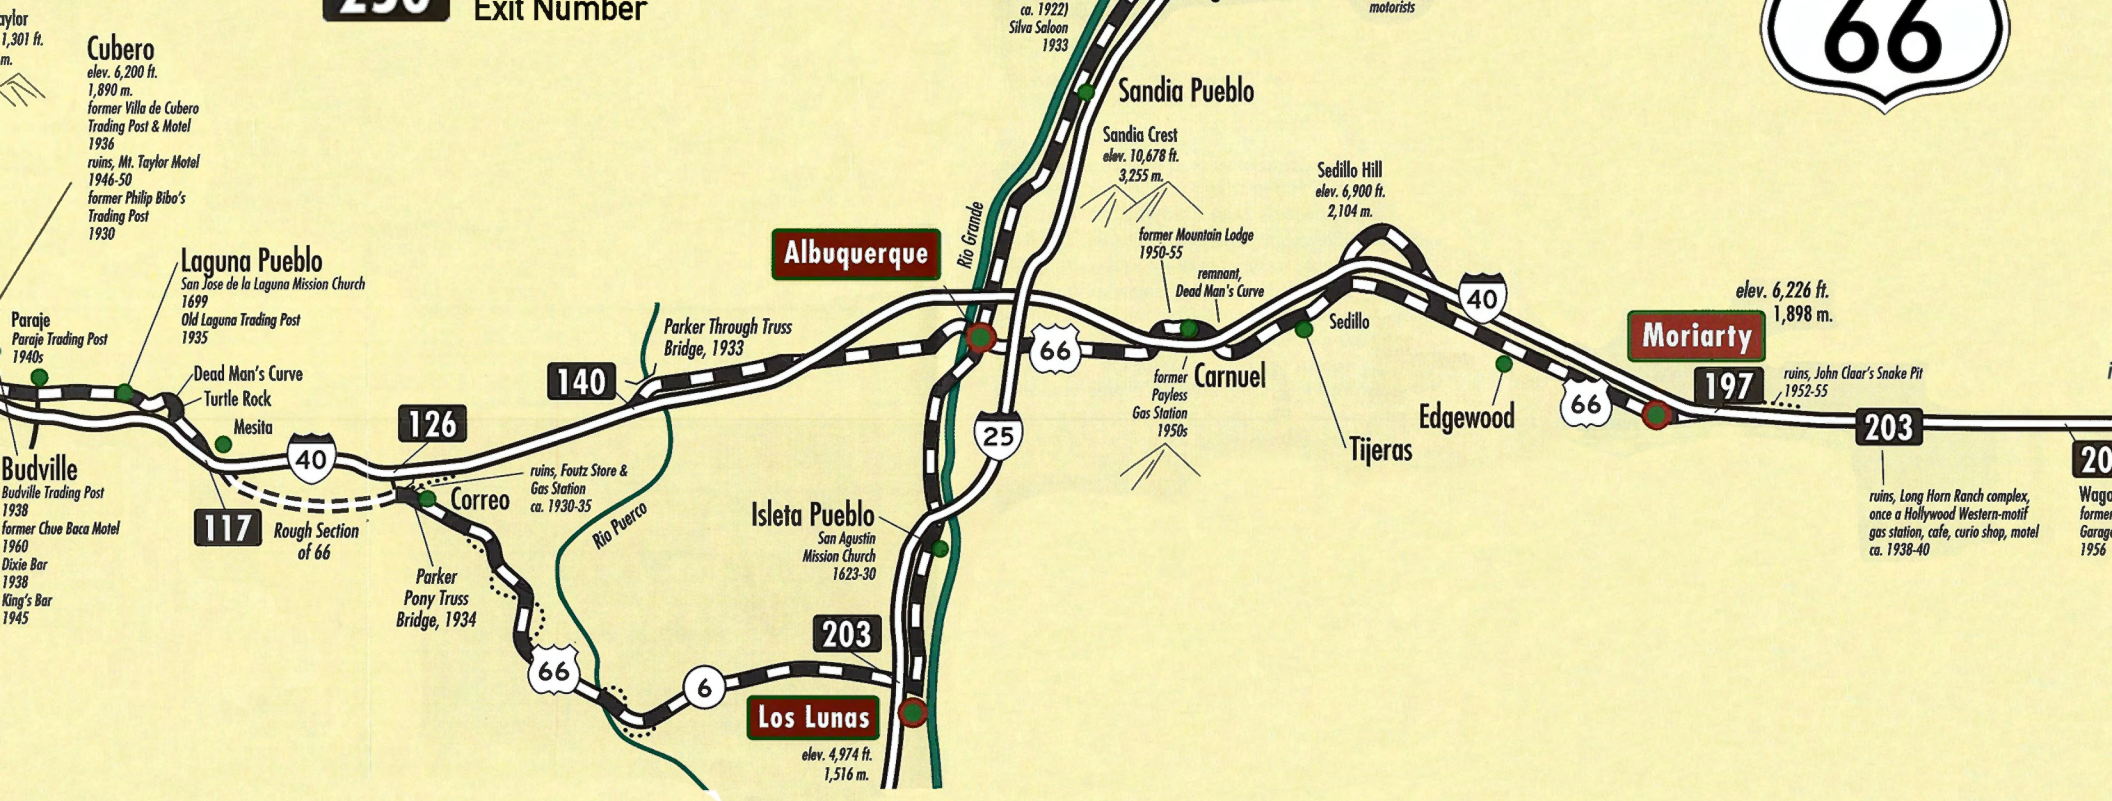 Exit Number
aylor
1,301 ft.
m.
Cubero
elev. 6,200 ft.
1,890 m.
former Villa de Cubero
Trading Post & Motel
1936
ruins, Mt. Taylor Motel
1946-50
former Philip Bibo's
Trading Post
1930
Laguna Pueblo
San Jose de la Laguna Mission Church
1699
Old Laguna Trading Post
1935
Paraje
Paraje Trading Post
1940s
Dead Man's Curve
Turtle Rock
Mesita
Budville
Budville Trading Post
1938
former Chue Baca Motel
1960
Dixie Bar
1938
King's Bar
1945
117
40
126
Rough Section
of 66
Correo
ruins, Foutz Store &
Gas Station
ca. 1930-35
Parker
Pony Truss
Bridge, 1934
140
Parker Through Truss
Bridge, 1933
Rio Puerco
66
6
203
Los Lunas
elev. 4,974 ft.
1,516 m.
Isleta Pueblo
San Agustin
Mission Church
1623-30
25
Albuquerque
Rio Grande
ca. 1922)
Silva Saloon
1933
motorists
66
Sandia Pueblo
Sandia Crest
elev. 10,678 ft.
3,255 m.
former Mountain Lodge
1950-55
remnant,
Dead Man's Curve
66
Carnuel
former
Payless
Gas Station
1950s
Sedillo Hill
elev. 6,900 ft.
2,104 m.
Sedillo
Tijeras
40
Edgewood
66
elev. 6,226 ft.
1,898 m.
Moriarty
197
ruins, John Claar's Snake Pit
1952-55
203
ruins, Long Horn Ranch complex,
once a Hollywood Western-motif
gas station, cafe, curio shop, motel
ca. 1938-40
20
Wago
former
Garag
1956